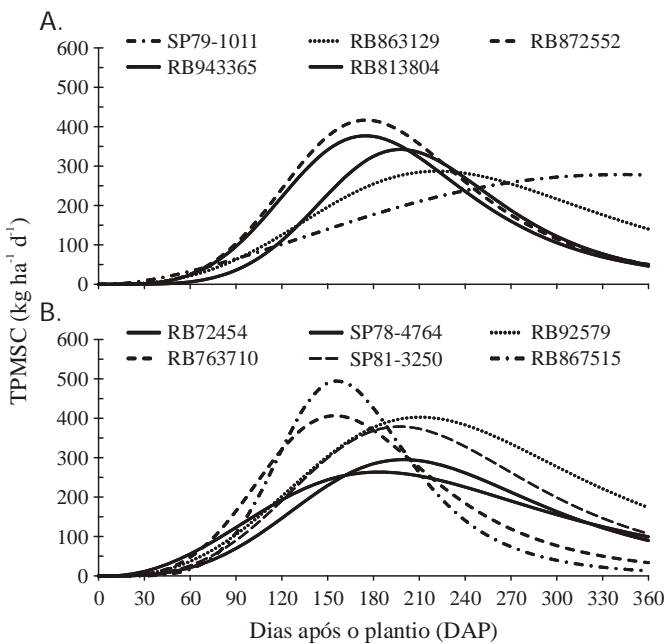 A.
SP79-1011 RB863129 RB872552
RB943365 RB813804
600
500
400
300
200
100
0
B.
RB72454 SP78-4764 RB92579
RB763710 SP81-3250 RB867515
600
500
400
300
200
100
0
0 30 60 90 120 150 180 210 240 270 300 330 360
Dias após o plantio (DAP)
TPMSC (kg ha⁻¹ d⁻¹)